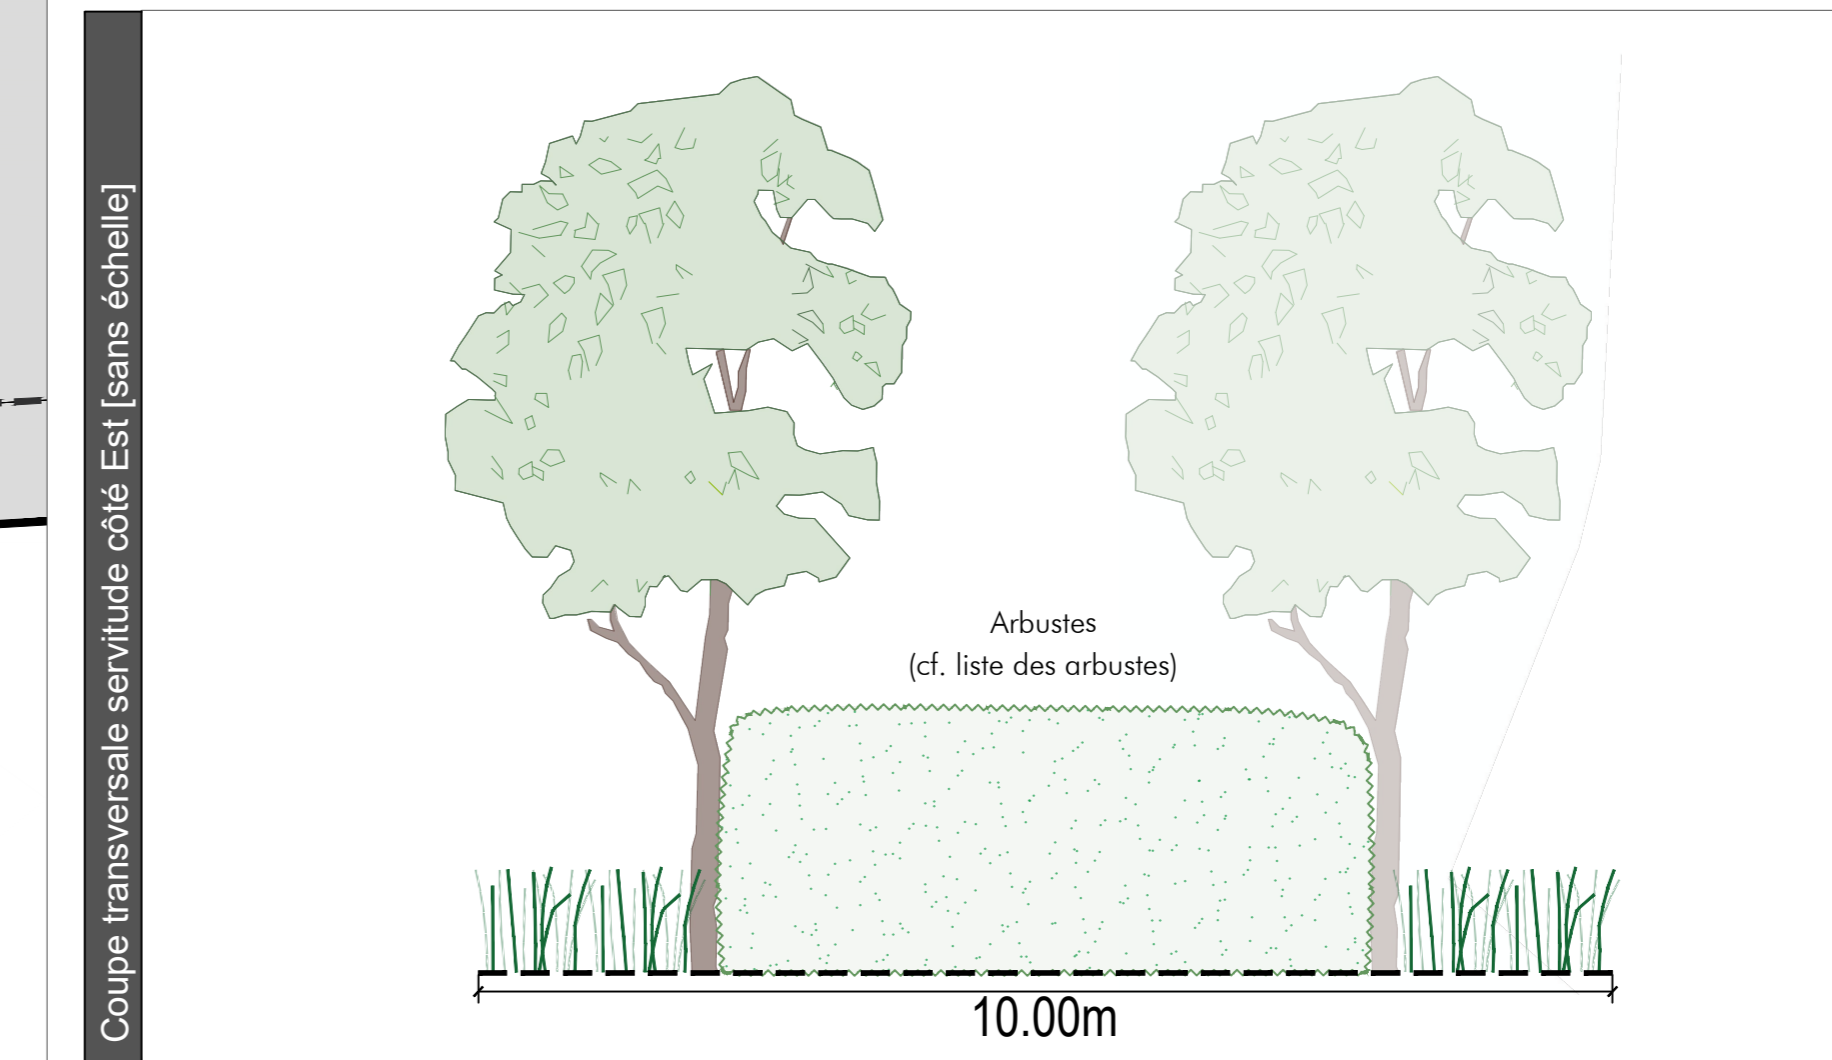 Coupe transversale servitude côté Est [sans échelle]
Arbustes
(cf. liste des arbustes)
10.00m